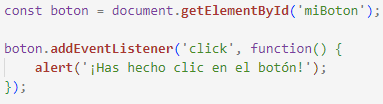 const boton = document.getElementById('miBoton');
boton.addEventListener('click', function() {
    alert('¡Has hecho clic en el botón!');
});